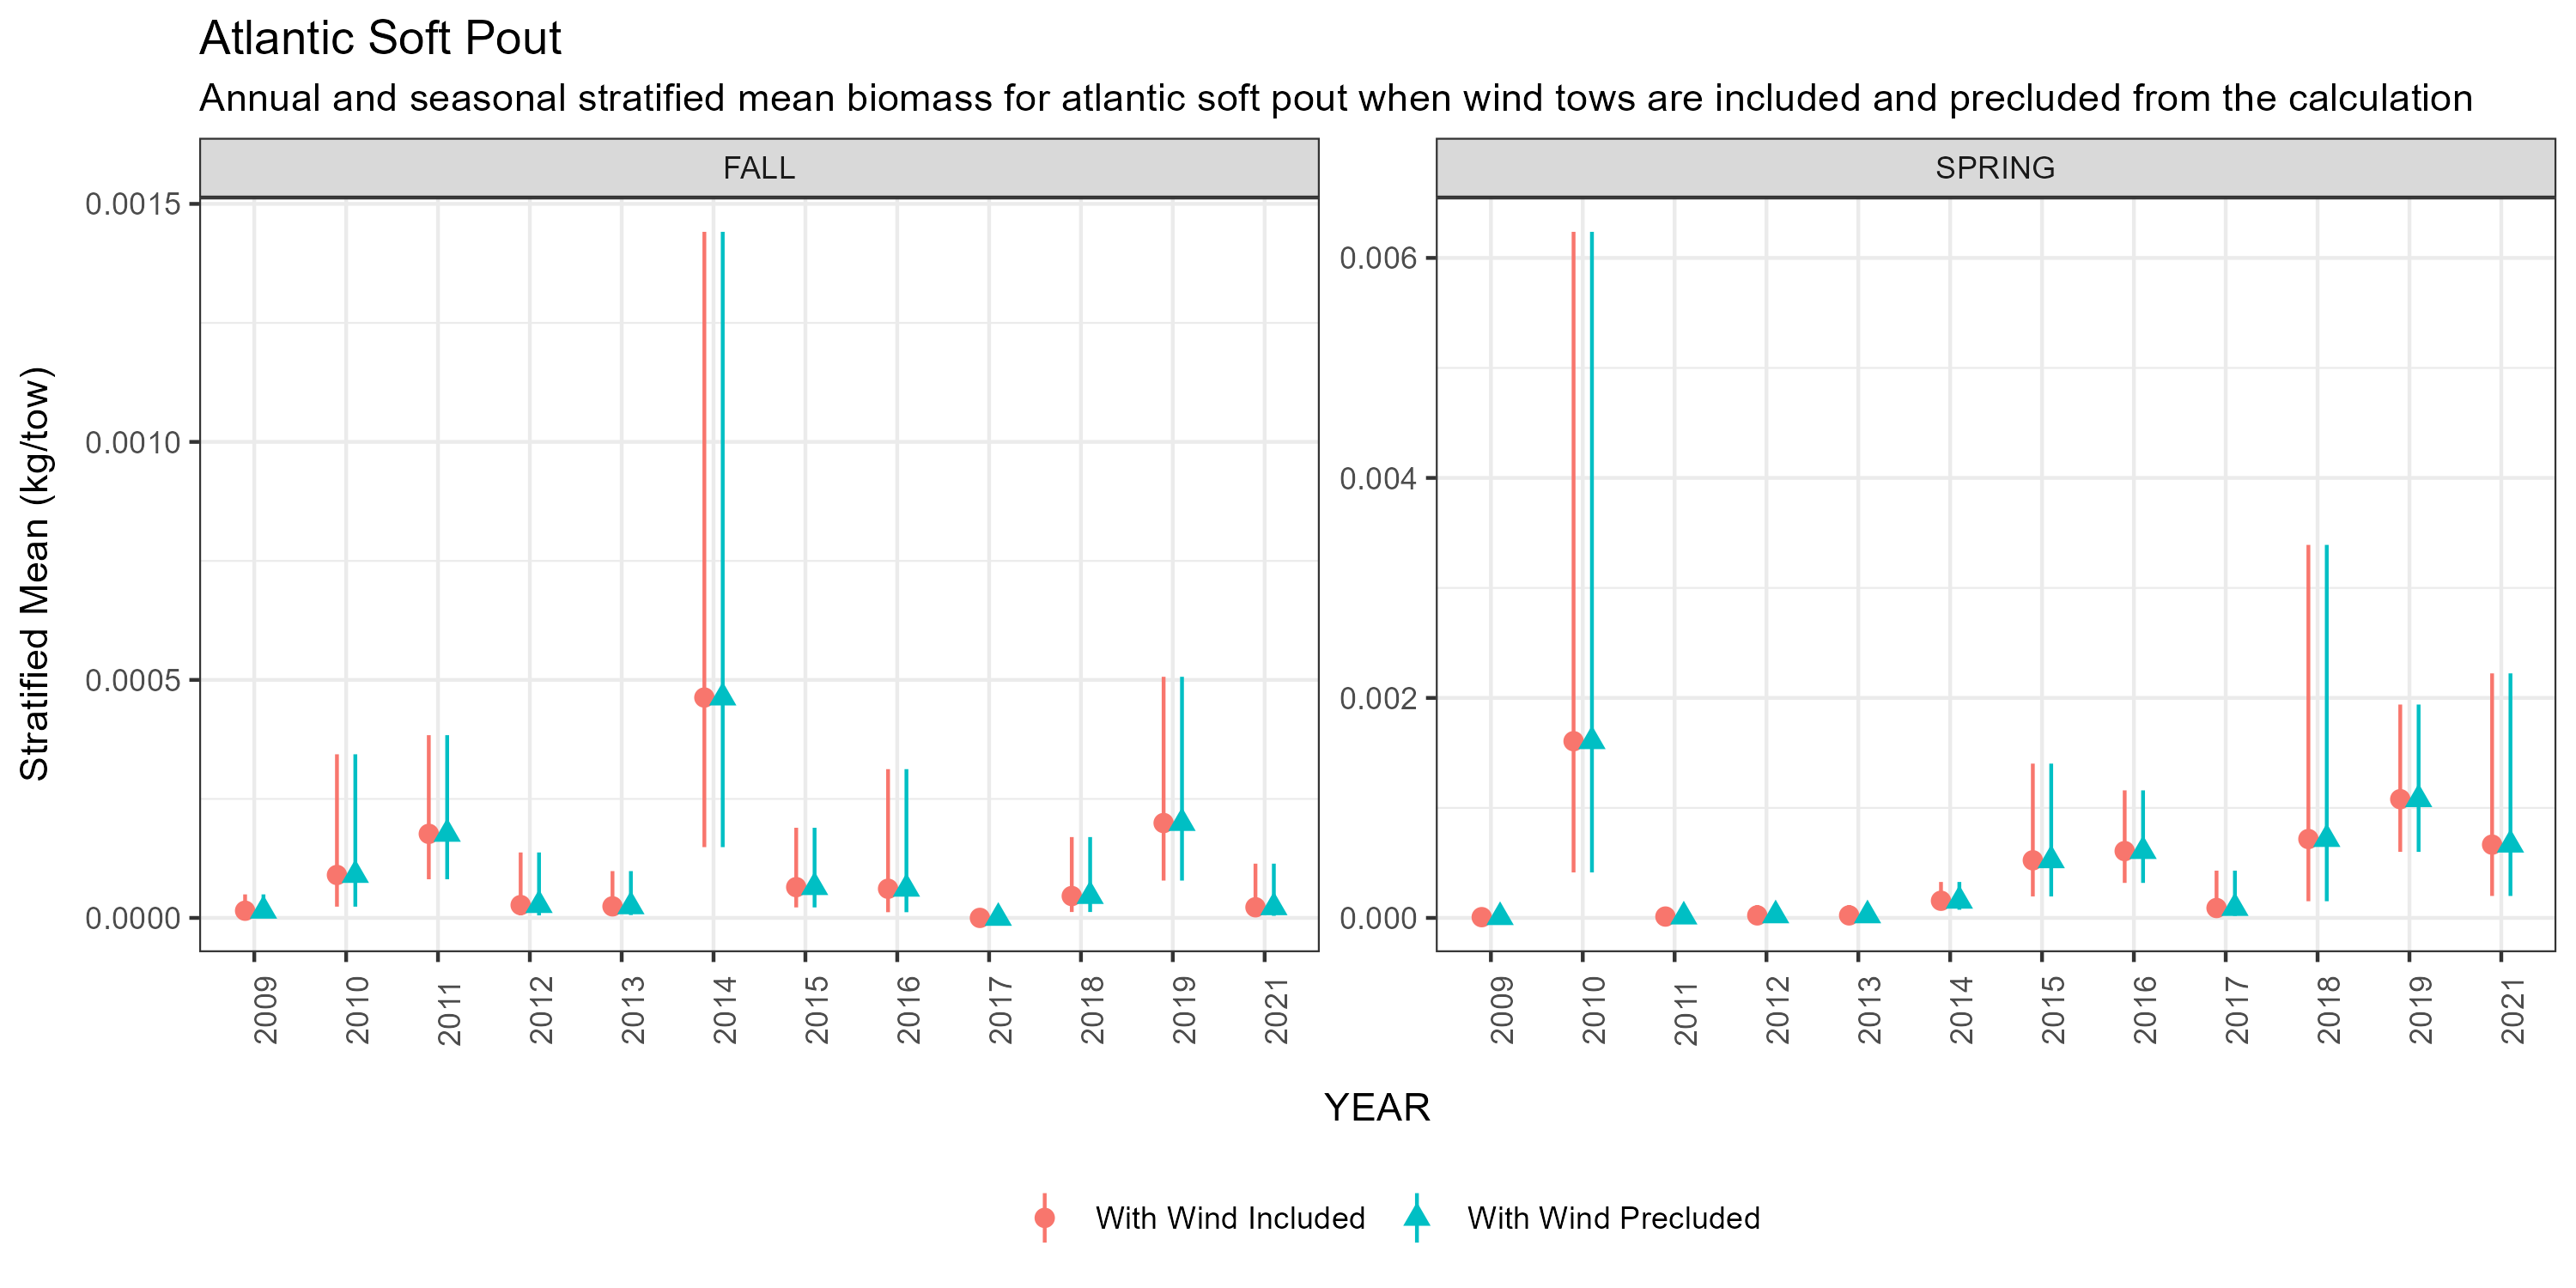 Atlantic Soft Pout
Annual and seasonal stratified mean biomass for atlantic soft pout when wind tows are included and precluded from the calculation
FALL
SPRING
Stratified Mean (kg/tow)
0.0015
0.0010
0.0005
0.0000
0.006
0.004
0.002
0.000
2009 2010 2011 2012 2013 2014 2015 2016 2017 2018 2019 2021
2009 2010 2011 2012 2013 2014 2015 2016 2017 2018 2019 2021
YEAR
With Wind Included
With Wind Precluded